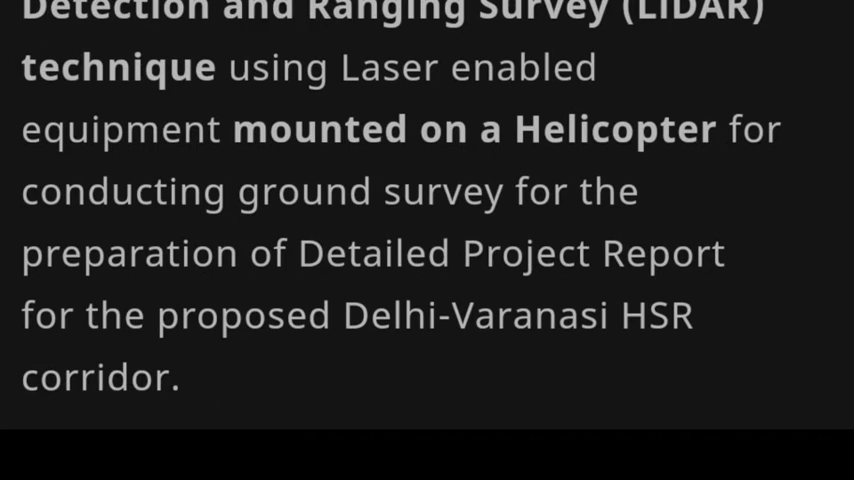 Detection and Ranging Survey (LiDAR)
technique using Laser enabled
equipment mounted on a Helicopter for
conducting ground survey for the
preparation of Detailed Project Report
for the proposed Delhi-Varanasi HSR
corridor.